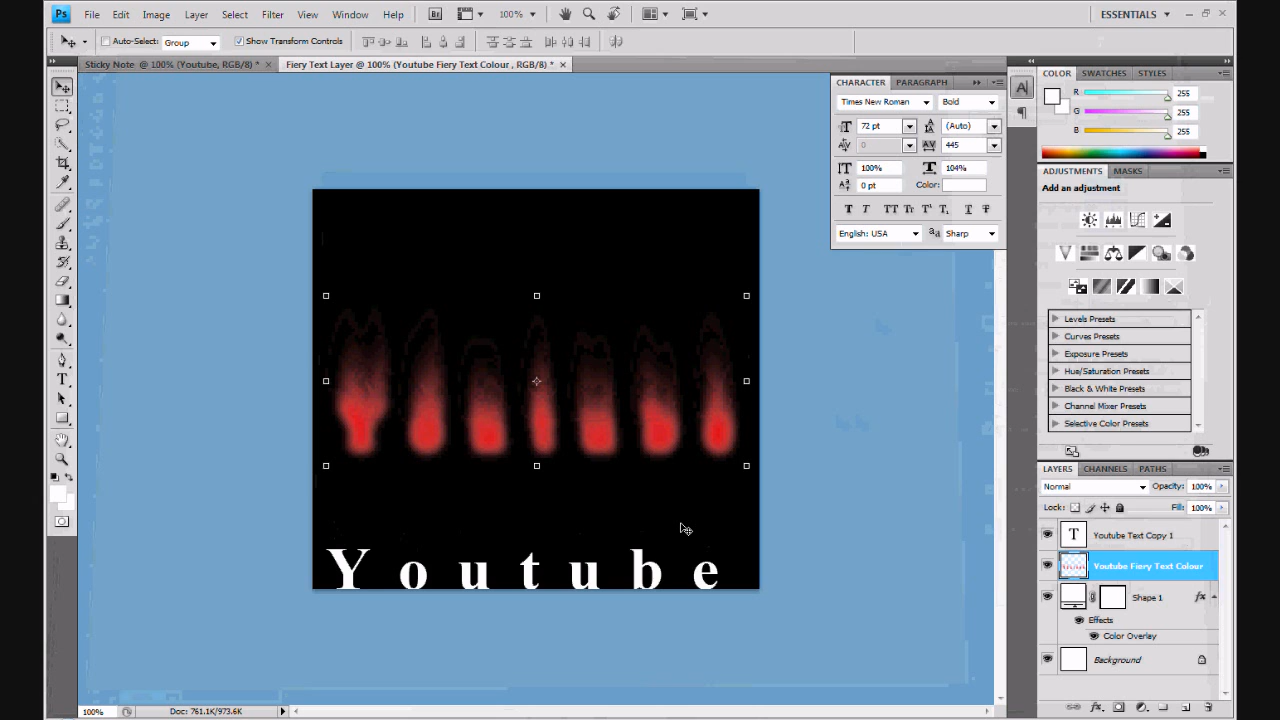 Ps File Edit Image Layer Select Filter View Window Help Br 100% ESSENTIALS
Auto-Select: Group Show Transform Controls
Sticky Note @ 100% (Youtube, RGB/8) * Fiery Text Layer @ 100% (Youtube Fiery Text Colour , RGB/8) *
CHARACTER PARAGRAPH
Times New Roman Bold
72 pt (Auto)
0 445
100% 104%
0 pt Color:
English: USA Sharp
COLOR SWATCHES STYLES
R 255
G 255
B 255
ADJUSTMENTS MASKS
Add an adjustment
Levels Presets
Curves Presets
Exposure Presets
Hue/Saturation Presets
Black & White Presets
Channel Mixer Presets
Selective Color Presets
LAYERS CHANNELS PATHS
Normal Opacity: 100%
Lock: Fill: 100%
T Youtube Text Copy 1
Youtube Fiery Text Colour
Shape 1 fx
Effects
Color Overlay
Background
Youtube
100% Doc: 761.1K/973.6K